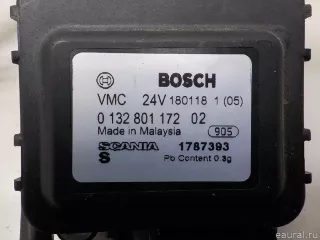 BOSCH
VMC 24V 180118 1 (05)
0 132 801 172 02
Made in Malaysia 905
SCANIA 1787393
S Pb Content 0.3g
eaural.ru